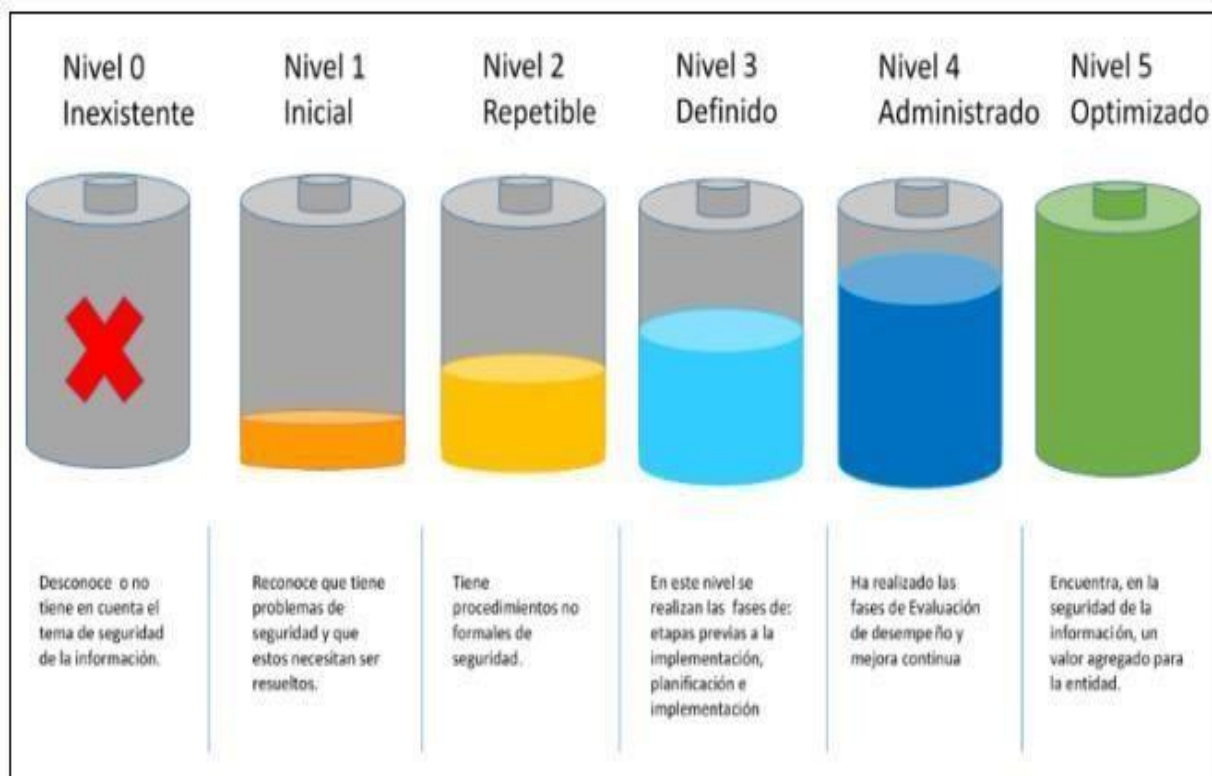 Nivel 0
Inexistente
Nivel 1
Inicial
Nivel 2
Repetible
Nivel 3
Definido
Nivel 4
Administrado
Nivel 5
Optimizado
Desconoce o no
tiene en cuenta el
tema de seguridad
de la información.
Reconoce que tiene
problemas de
seguridad y que
estos necesitan ser
resueltos.
Tiene
procedimientos no
formales de
seguridad.
En este nivel se
realizan las fases de:
etapas previas a la
implementación,
planificación e
implementación
Ha realizado las
fases de Evaluación
de desempeño y
mejora continua
Encuentra, en la
seguridad de la
información, un
valor agregado para
la entidad.